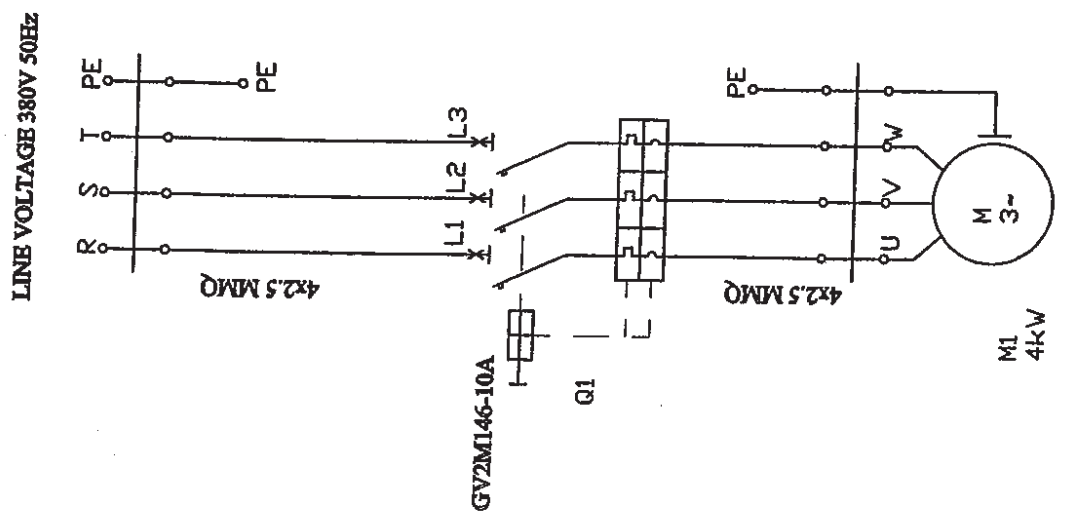 LINE VOLTAGE 380V 50Hz
R S T PE
PE
4x2.5 MMQ
L1 L2 L3
GV2M146-10A
Q1
4x2.5 MMQ
PE
U V W
M
3~
M1
4kW